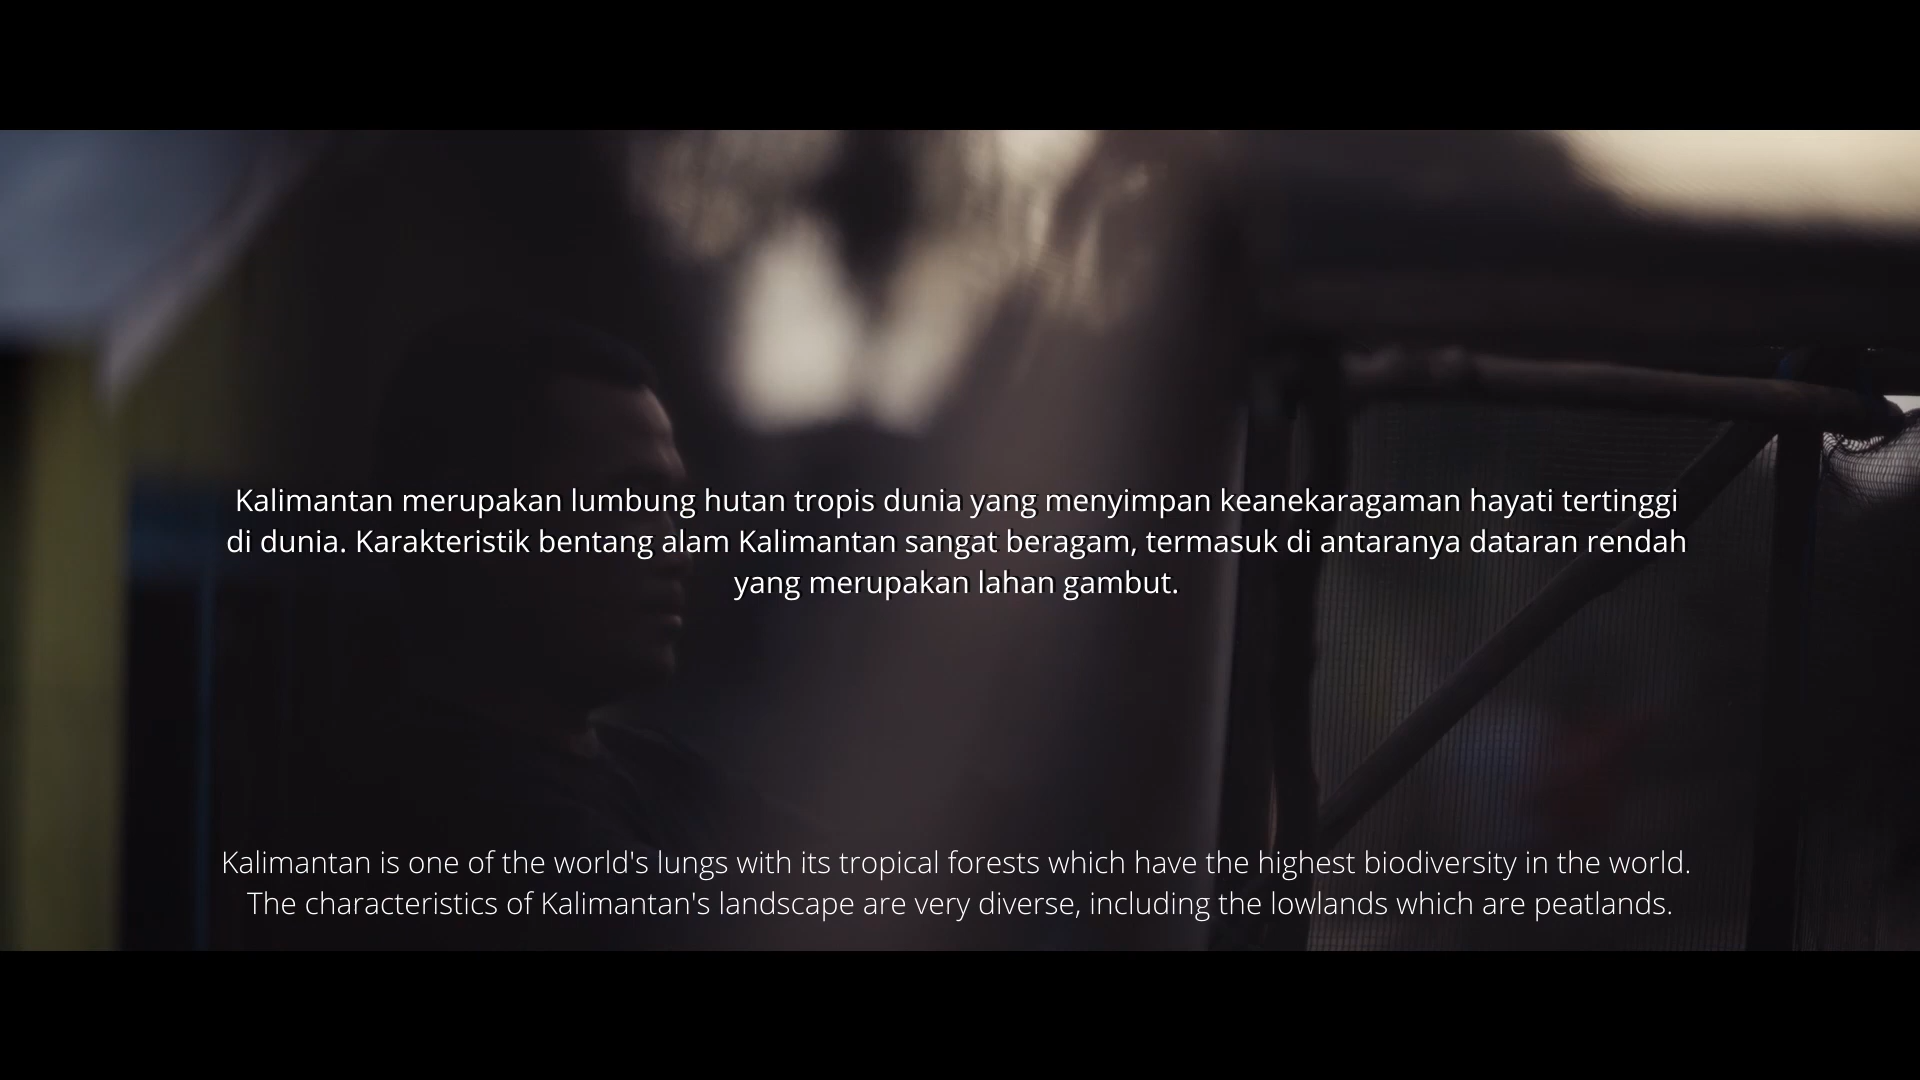 Kalimantan merupakan lumbung hutan tropis dunia yang menyimpan keanekaragaman hayati tertinggi
di dunia. Karakteristik bentang alam Kalimantan sangat beragam, termasuk di antaranya dataran rendah
yang merupakan lahan gambut.
Kalimantan is one of the world's lungs with its tropical forests which have the highest biodiversity in the world.
The characteristics of Kalimantan's landscape are very diverse, including the lowlands which are peatlands.